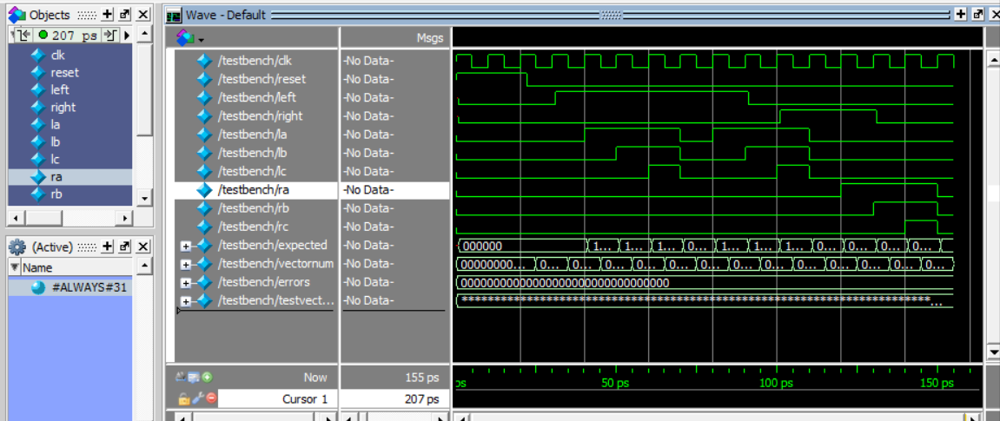 Objects
207 ps
clk
reset
left
right
la
lb
lc
ra
rb
(Active)
Name
#ALWAYS#31
Wave - Default
Msgs
/testbench/clk -No Data-
/testbench/reset -No Data-
/testbench/left -No Data-
/testbench/right -No Data-
/testbench/la -No Data-
/testbench/lb -No Data-
/testbench/lc -No Data-
/testbench/ra -No Data-
/testbench/rb -No Data-
/testbench/rc -No Data-
/testbench/expected -No Data- 000000 1... 1... 1... 0... 1... 1... 1... 0... 0... 0... 0...
/testbench/vectornum -No Data- 00000000... 0... 0... 0... 0... 0... 0... 0... 0... 0... 0... 0... 0... 0...
/testbench/errors -No Data- 00000000000000000000000000000000
/testbench/testvect... -No Data-
Now 155 ps
ps 50 ps 100 ps 150 ps
Cursor 1 207 ps